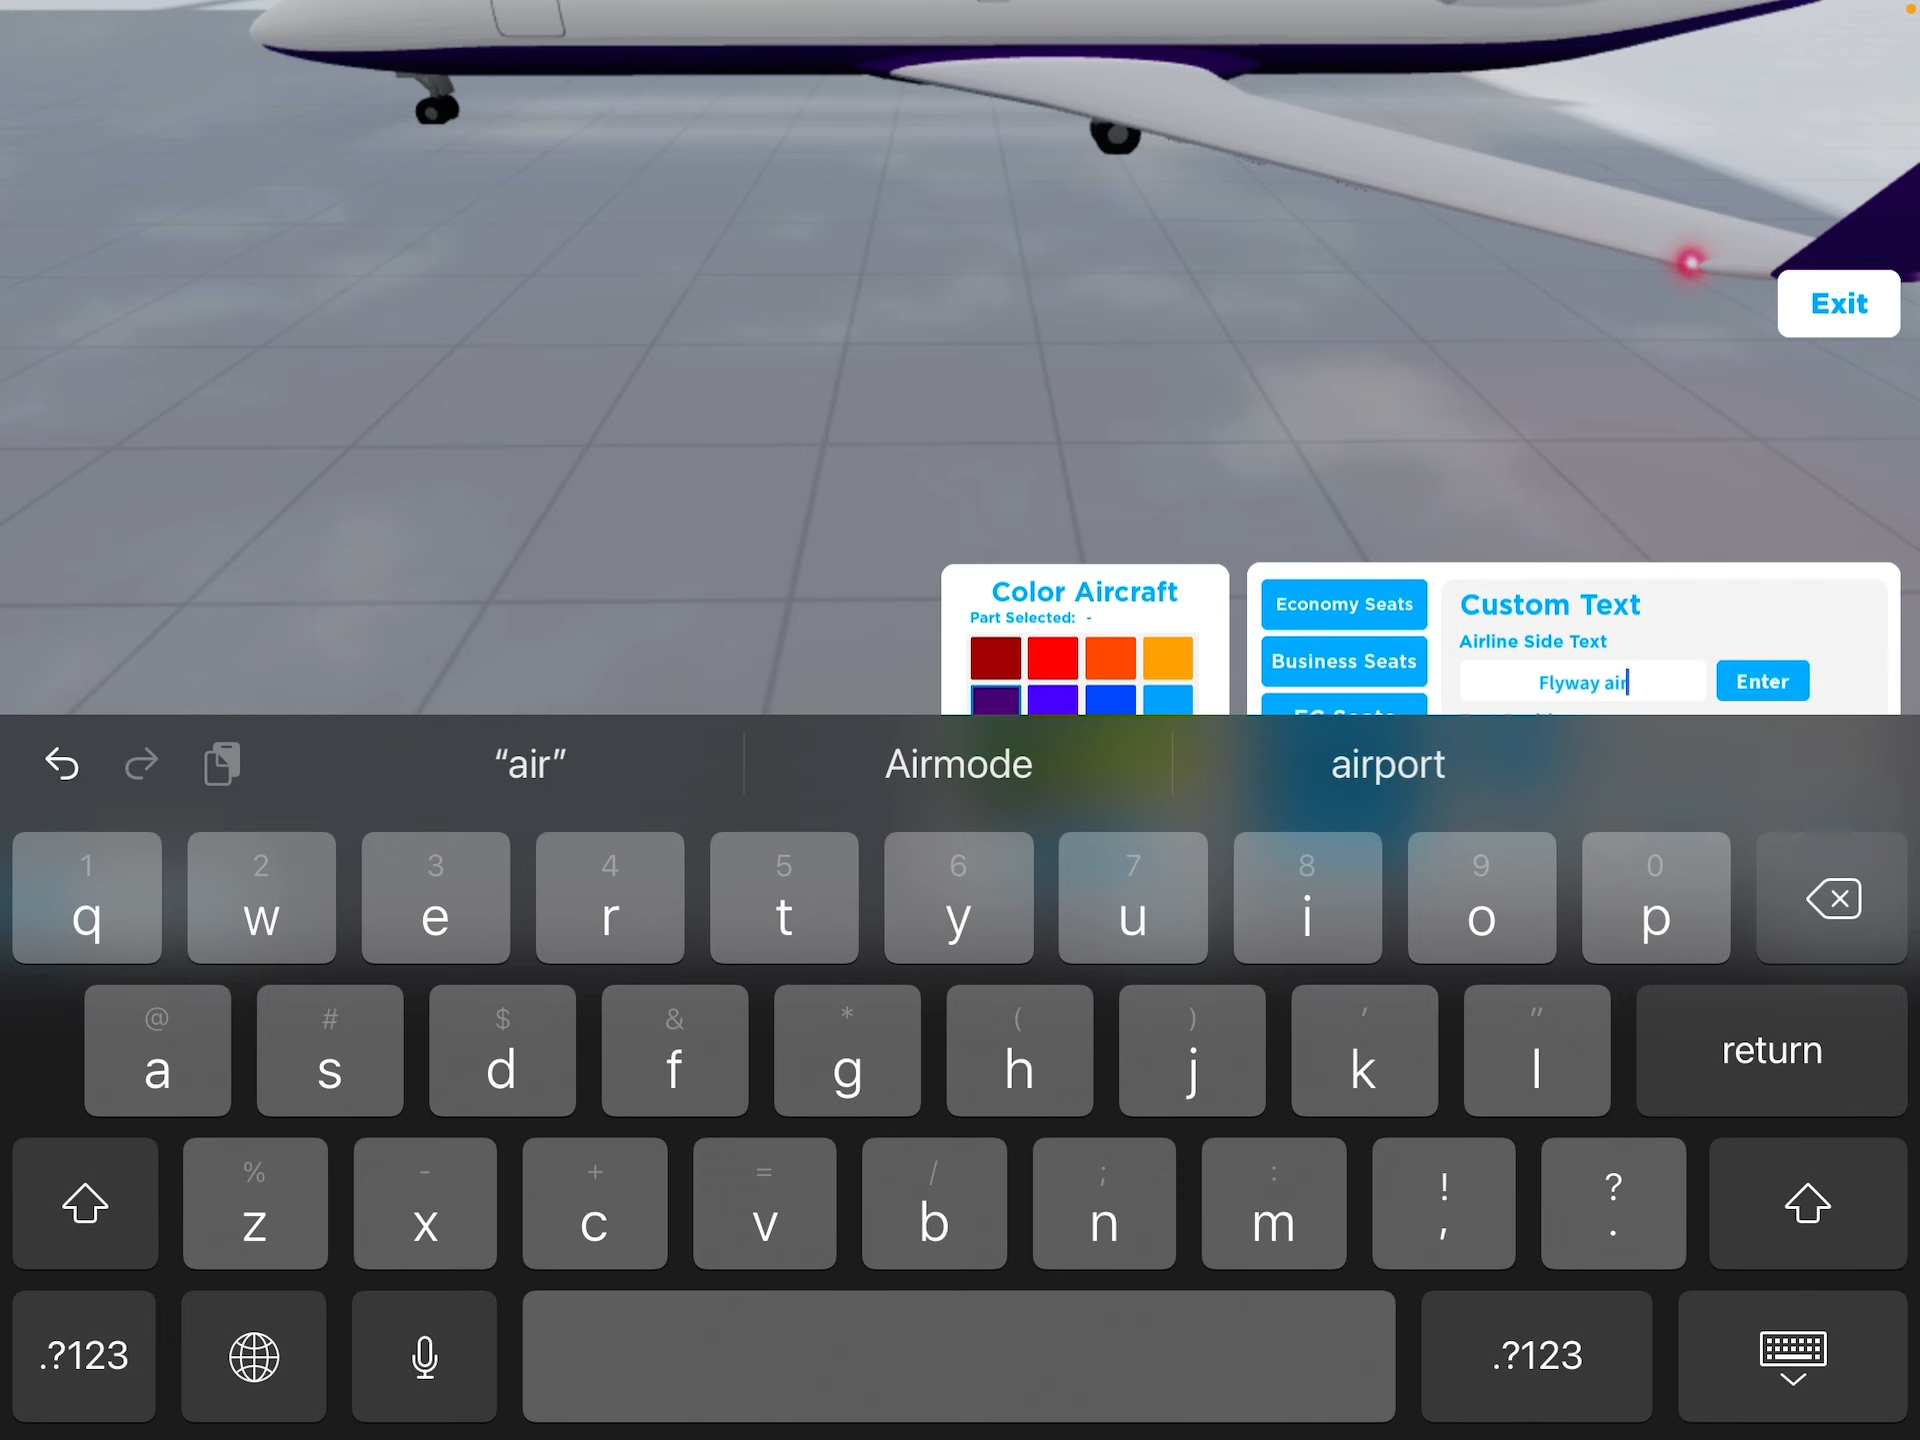 Exit
Color Aircraft
Part Selected: -
Economy Seats
Business Seats
Custom Text
Airline Side Text
Flyway air
Enter
“air”
Airmode
airport
1 2 3 4 5 6 7 8 9 0
q w e r t y u i o p
@ # $ & * ( ) ' "
a s d f g h j k l return
% - + = / ; : ! ?
z x c v b n m , .
.?123 .?123